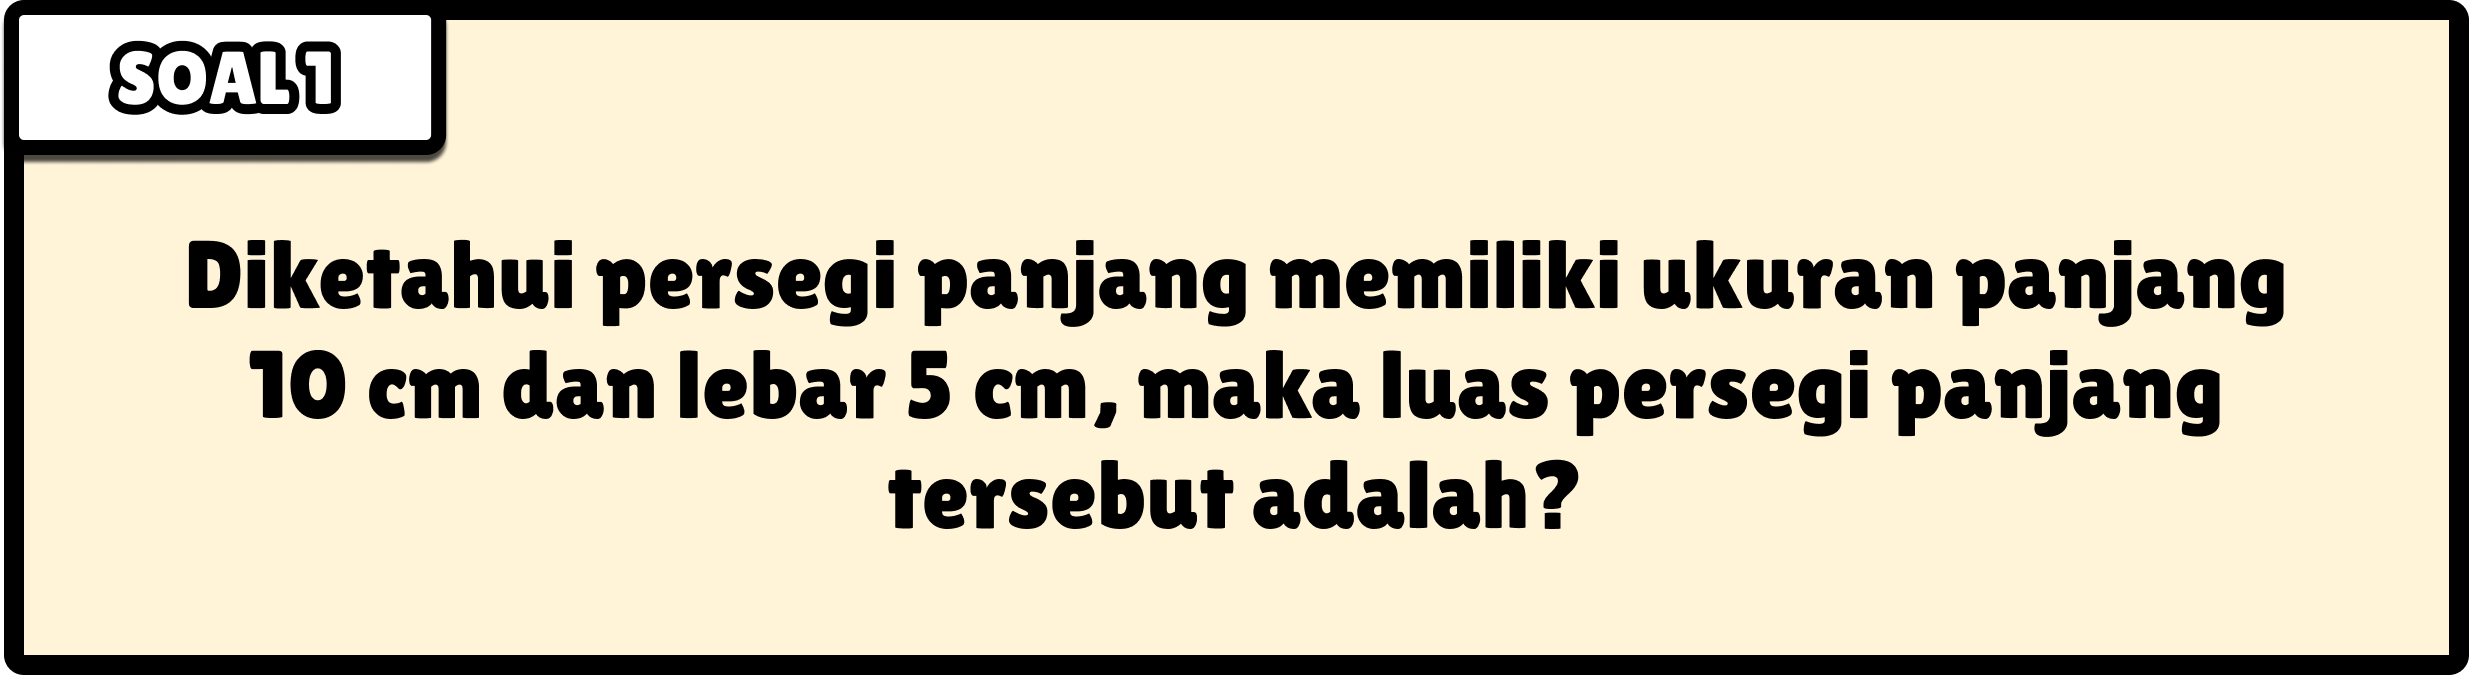 SOAL 1
Diketahui persegi panjang memiliki ukuran panjang
10 cm dan lebar 5 cm, maka luas persegi panjang
tersebut adalah?